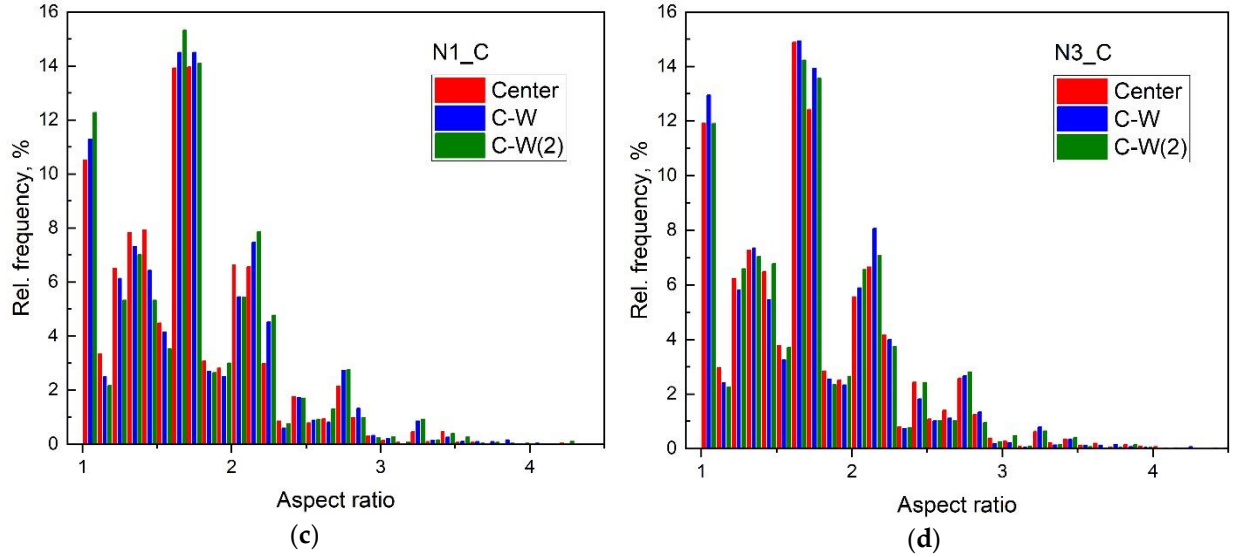 N1_C
Center
C-W
C-W(2)
Rel. frequency, %
16
14
12
10
8
6
4
2
0
1
2
3
4
Aspect ratio
(c)
N3_C
Center
C-W
C-W(2)
Rel. frequency, %
16
14
12
10
8
6
4
2
0
1
2
3
4
Aspect ratio
(d)